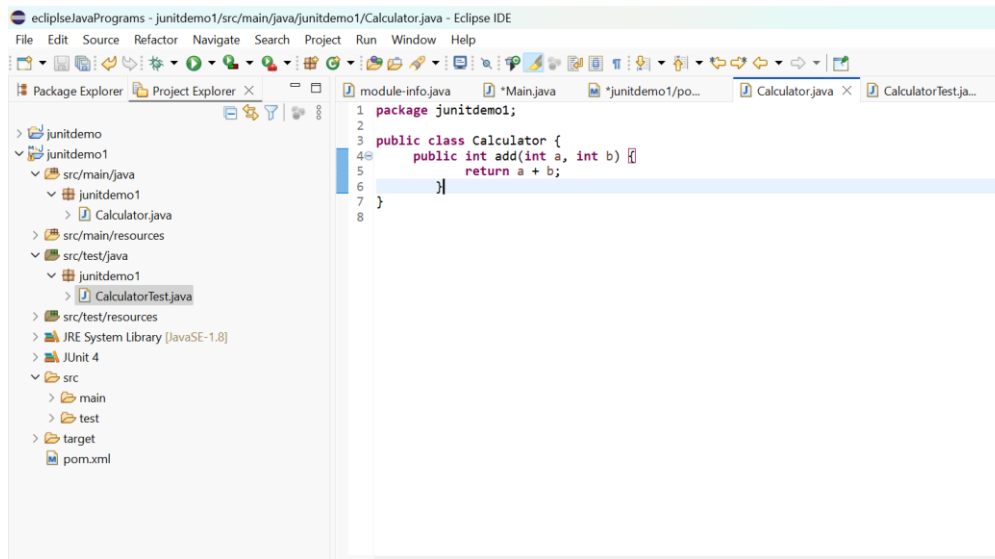 ecliplseJavaPrograms - junitdemo1/src/main/java/junitdemo1/Calculator.java - Eclipse IDE
File Edit Source Refactor Navigate Search Project Run Window Help
Package Explorer Project Explorer
module-info.java *Main.java *junitdemo1/po... Calculator.java CalculatorTest.ja...
junitdemo
junitdemo1
src/main/java
junitdemo1
Calculator.java
src/main/resources
src/test/java
junitdemo1
CalculatorTest.java
src/test/resources
JRE System Library [JavaSE-1.8]
JUnit 4
src
main
test
target
pom.xml
1 package junitdemo1;
2
3 public class Calculator {
4 public int add(int a, int b) {
5 return a + b;
6 }
7 }
8